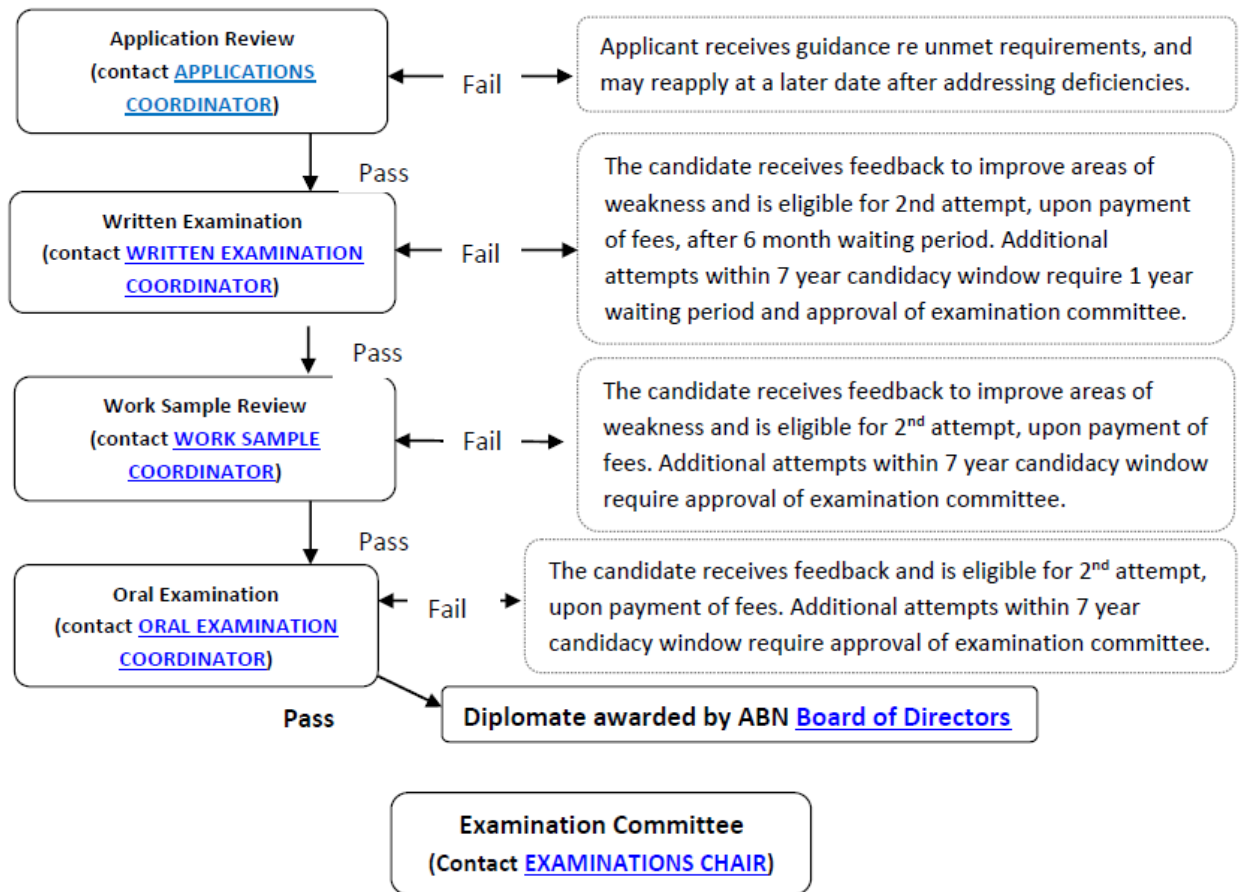 Application Review
(contact APPLICATIONS
COORDINATOR)
Fail
Applicant receives guidance re unmet requirements, and
may reapply at a later date after addressing deficiencies.
Pass
Written Examination
(contact WRITTEN EXAMINATION
COORDINATOR)
Fail
The candidate receives feedback to improve areas of
weakness and is eligible for 2nd attempt, upon payment
of fees, after 6 month waiting period. Additional
attempts within 7 year candidacy window require 1 year
waiting period and approval of examination committee.
Pass
Work Sample Review
(contact WORK SAMPLE
COORDINATOR)
Fail
The candidate receives feedback to improve areas of
weakness and is eligible for 2nd attempt, upon payment of
fees. Additional attempts within 7 year candidacy window
require approval of examination committee.
Pass
Oral Examination
(contact ORAL EXAMINATION
COORDINATOR)
Fail
The candidate receives feedback and is eligible for 2nd attempt,
upon payment of fees. Additional attempts within 7 year
candidacy window require approval of examination committee.
Pass
Diplomate awarded by ABN Board of Directors
Examination Committee
(Contact EXAMINATIONS CHAIR)